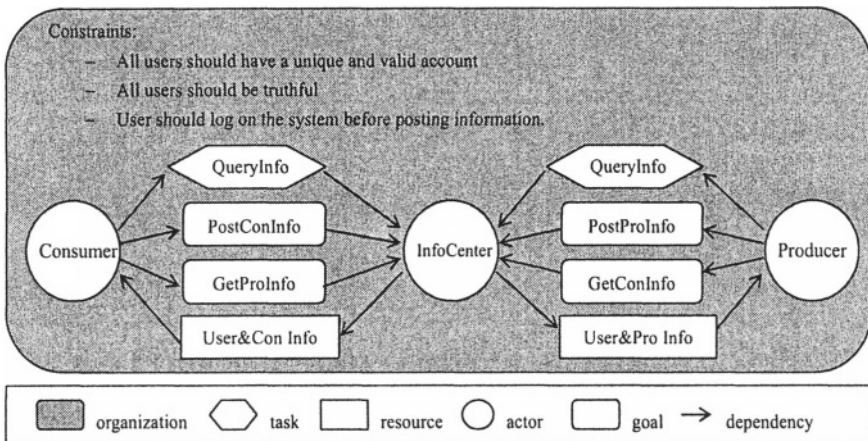 Constraints:
– All users should have a unique and valid account
– All users should be truthful
– User should log on the system before posting information.
QueryInfo QueryInfo
PostConInfo PostProInfo
Consumer InfoCenter Producer
GetProInfo GetConInfo
User&Con Info User&Pro Info
organization task resource actor goal dependency